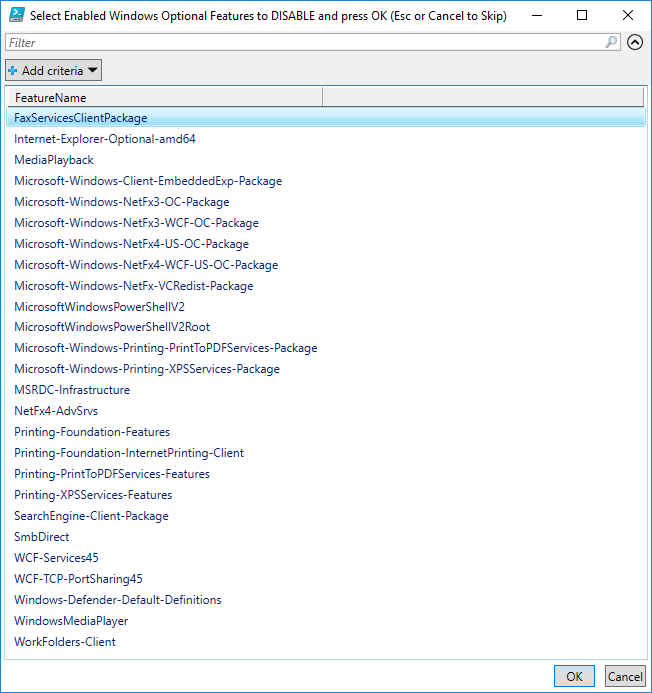 Select Enabled Windows Optional Features to DISABLE and press OK (Esc or Cancel to Skip)
Filter
Add criteria
FeatureName
FaxServicesClientPackage
Internet-Explorer-Optional-amd64
MediaPlayback
Microsoft-Windows-Client-EmbeddedExp-Package
Microsoft-Windows-NetFx3-OC-Package
Microsoft-Windows-NetFx3-WCF-OC-Package
Microsoft-Windows-NetFx4-US-OC-Package
Microsoft-Windows-NetFx4-WCF-US-OC-Package
Microsoft-Windows-NetFx-VCRedist-Package
MicrosoftWindowsPowerShellV2
MicrosoftWindowsPowerShellV2Root
Microsoft-Windows-Printing-PrintToPDFServices-Package
Microsoft-Windows-Printing-XPSServices-Package
MSRDC-Infrastructure
NetFx4-AdvSrvs
Printing-Foundation-Features
Printing-Foundation-InternetPrinting-Client
Printing-PrintToPDFServices-Features
Printing-XPSServices-Features
SearchEngine-Client-Package
SmbDirect
WCF-Services45
WCF-TCP-PortSharing45
Windows-Defender-Default-Definitions
WindowsMediaPlayer
WorkFolders-Client
OK Cancel